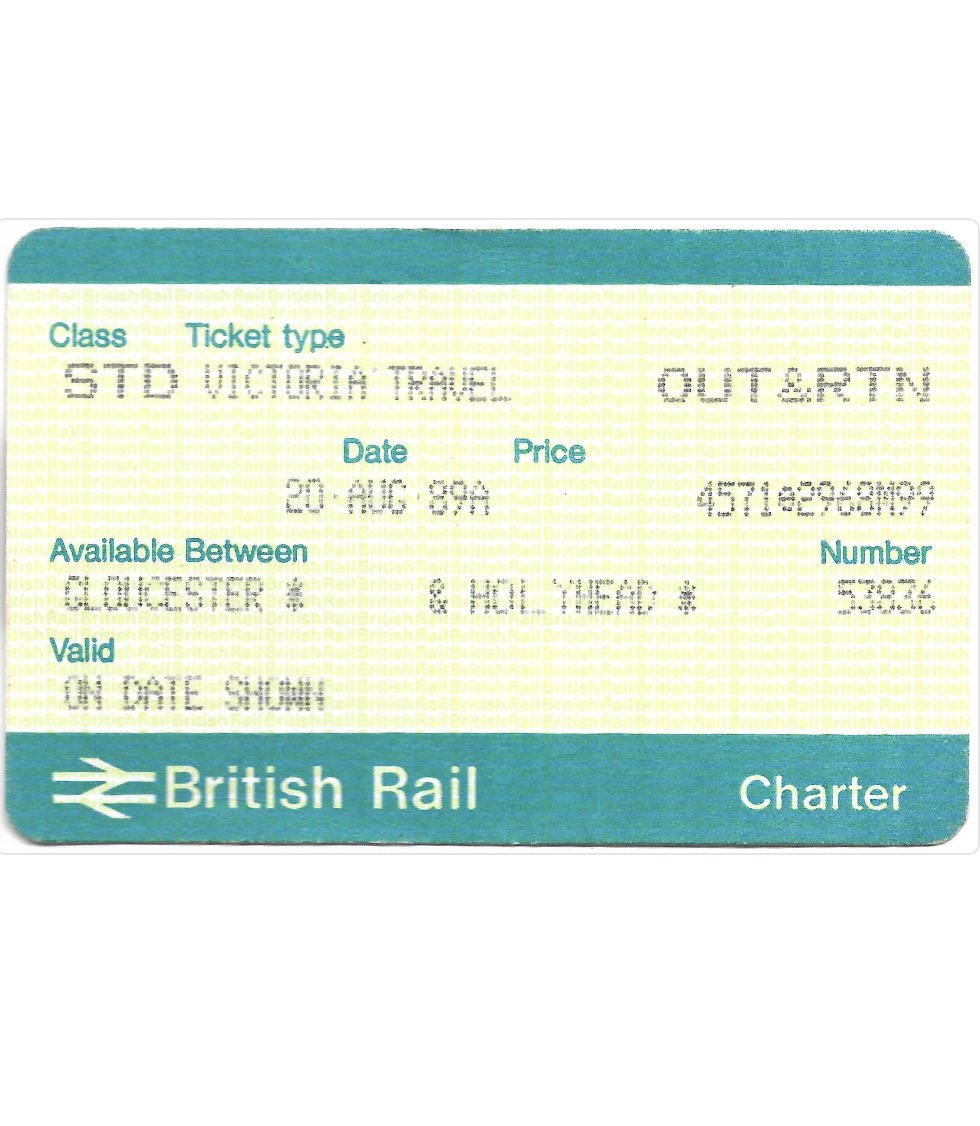 Class Ticket type
STD VICTORIA TRAVEL OUT&RTN
Date Price
20·AUG·89A
Available Between Number
GLOUCESTER * & HOLYHEAD *
Valid
ON DATE SHOWN
British Rail Charter